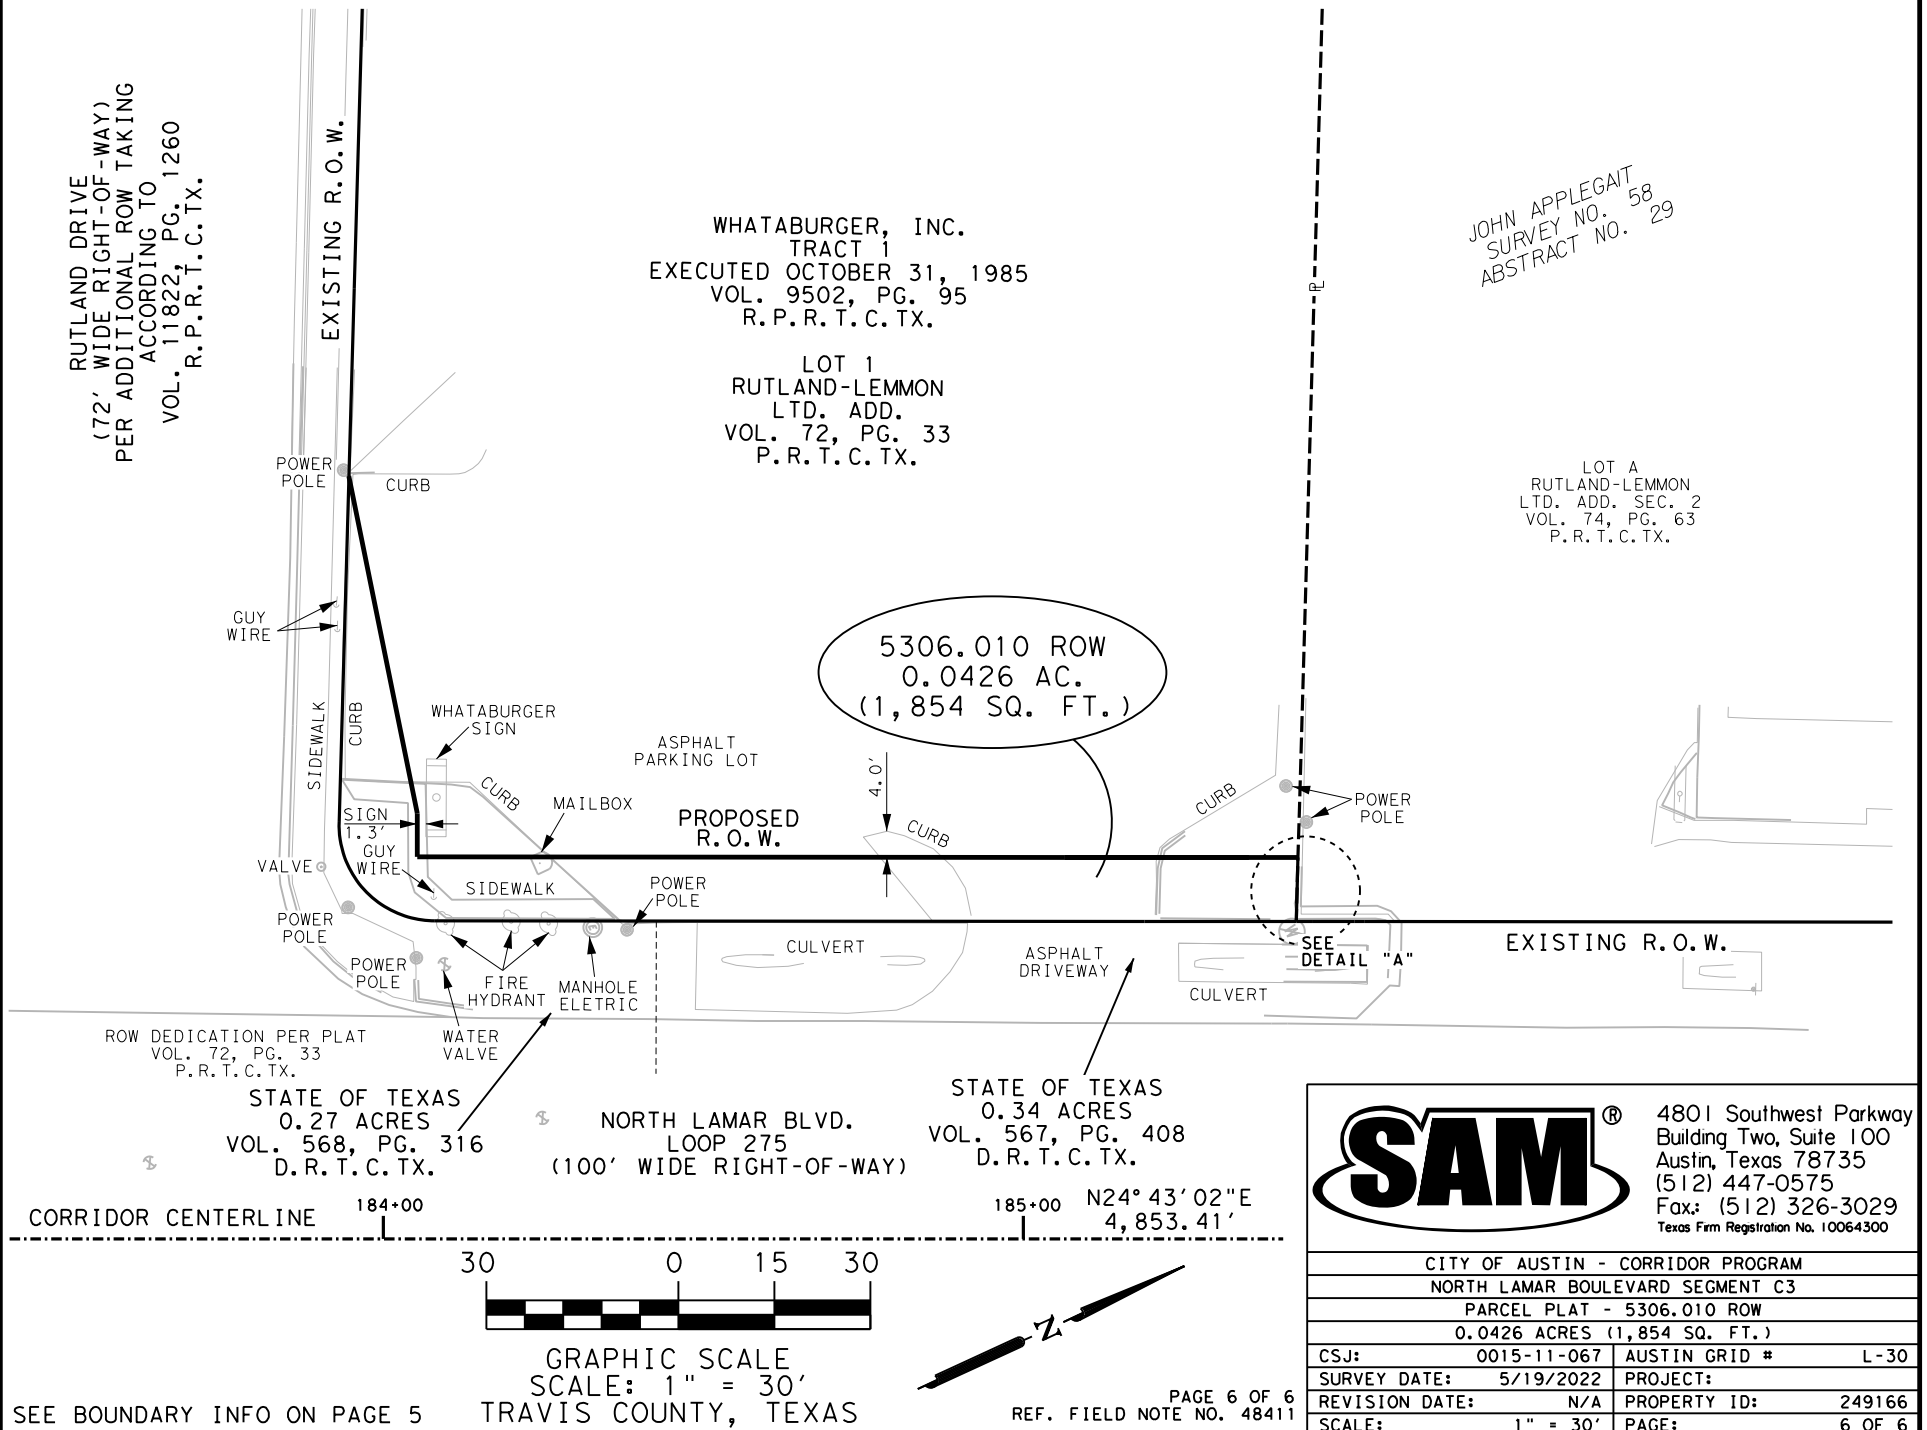 RUTLAND DRIVE
(72' WIDE RIGHT-OF-WAY)
PER ADDITIONAL ROW TAKING
ACCORDING TO
VOL. 11822, PG. 1260
R.P.R.T.C.TX.
EXISTING R.O.W.
WHATABURGER, INC.
TRACT 1
EXECUTED OCTOBER 31, 1985
VOL. 9502, PG. 95
R.P.R.T.C.TX.
LOT 1
RUTLAND-LEMMON
LTD. ADD.
VOL. 72, PG. 33
P.R.T.C.TX.
PL
JOHN APPLEGAIT
SURVEY NO. 58
ABSTRACT NO. 29
LOT A
RUTLAND-LEMMON
LTD. ADD. SEC. 2
VOL. 74, PG. 63
P.R.T.C.TX.
POWER
POLE
CURB
GUY
WIRE
SIDEWALK
CURB
5306.010 ROW
0.0426 AC.
(1,854 SQ. FT.)
WHATABURGER
SIGN
ASPHALT
PARKING LOT
4.0'
CURB
MAILBOX
PROPOSED
R.O.W.
CURB
CURB
POWER
POLE
SIGN
1.3'
GUY
WIRE
VALVE
SIDEWALK
POWER
POLE
POWER
POLE
POWER
POLE
FIRE
HYDRANT
MANHOLE
ELETRIC
CULVERT
ASPHALT
DRIVEWAY
SEE
DETAIL "A"
CULVERT
EXISTING R.O.W.
ROW DEDICATION PER PLAT
VOL. 72, PG. 33
P.R.T.C.TX.
WATER
VALVE
STATE OF TEXAS
0.27 ACRES
VOL. 568, PG. 316
D.R.T.C.TX.
NORTH LAMAR BLVD.
LOOP 275
(100' WIDE RIGHT-OF-WAY)
STATE OF TEXAS
0.34 ACRES
VOL. 567, PG. 408
D.R.T.C.TX.
CORRIDOR CENTERLINE
184+00
185+00
N24°43'02"E
4,853.41'
30 0 15 30
GRAPHIC SCALE
SCALE: 1" = 30'
TRAVIS COUNTY, TEXAS
N
SEE BOUNDARY INFO ON PAGE 5
PAGE 6 OF 6
REF. FIELD NOTE NO. 48411
SAM®
4801 Southwest Parkway
Building Two, Suite 100
Austin, Texas 78735
(512) 447-0575
Fax: (512) 326-3029
Texas Firm Registration No. 10064300
CITY OF AUSTIN - CORRIDOR PROGRAM
NORTH LAMAR BOULEVARD SEGMENT C3
PARCEL PLAT - 5306.010 ROW
0.0426 ACRES (1,854 SQ. FT.)
CSJ: 0015-11-067 AUSTIN GRID # L-30
SURVEY DATE: 5/19/2022 PROJECT:
REVISION DATE: N/A PROPERTY ID: 249166
SCALE: 1" = 30' PAGE: 6 OF 6